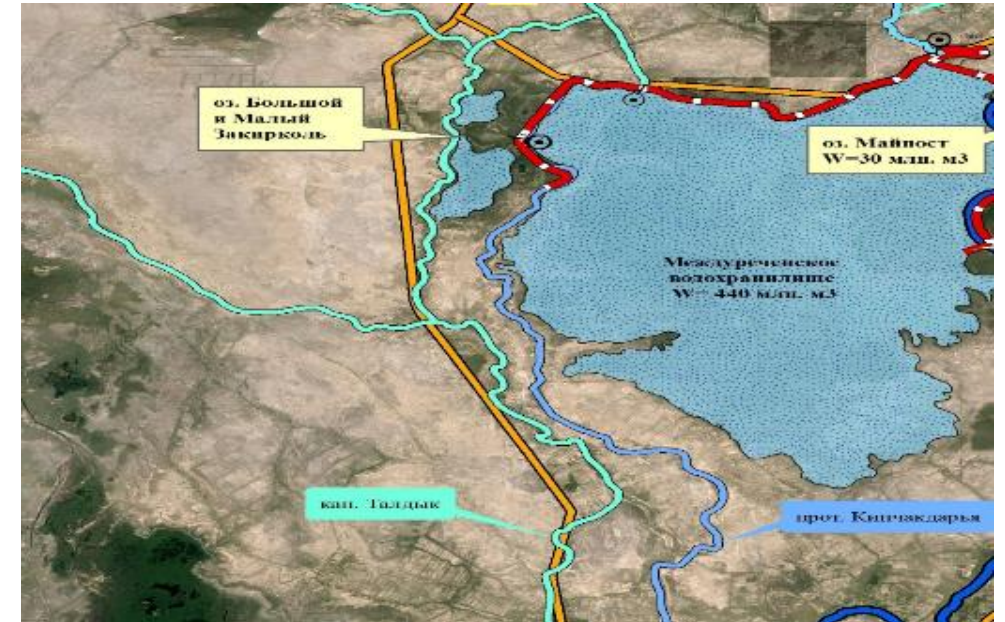 оз. Большой
и Малый
Закирколь
оз. Майпост
W=30 млн. м3
Междуреченское
водохранилище
W= 440 млн. м3
кан. Талдык
прот. Кипчакдарья